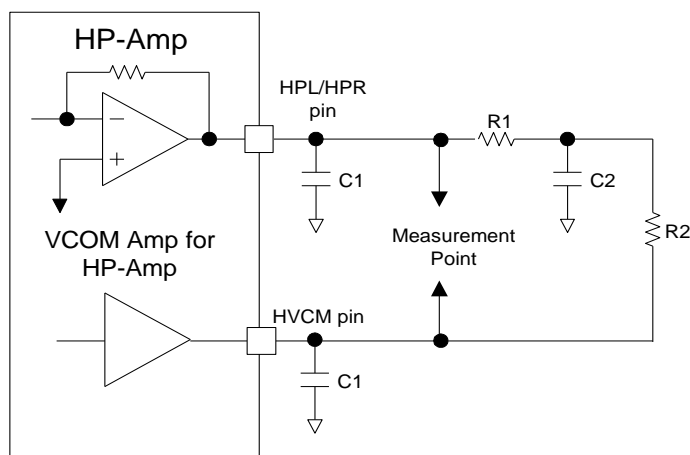 HP-Amp
HPL/HPR
pin
R1
−
+
C1
C2
R2
VCOM Amp for
HP-Amp
Measurement
Point
HVCM pin
C1